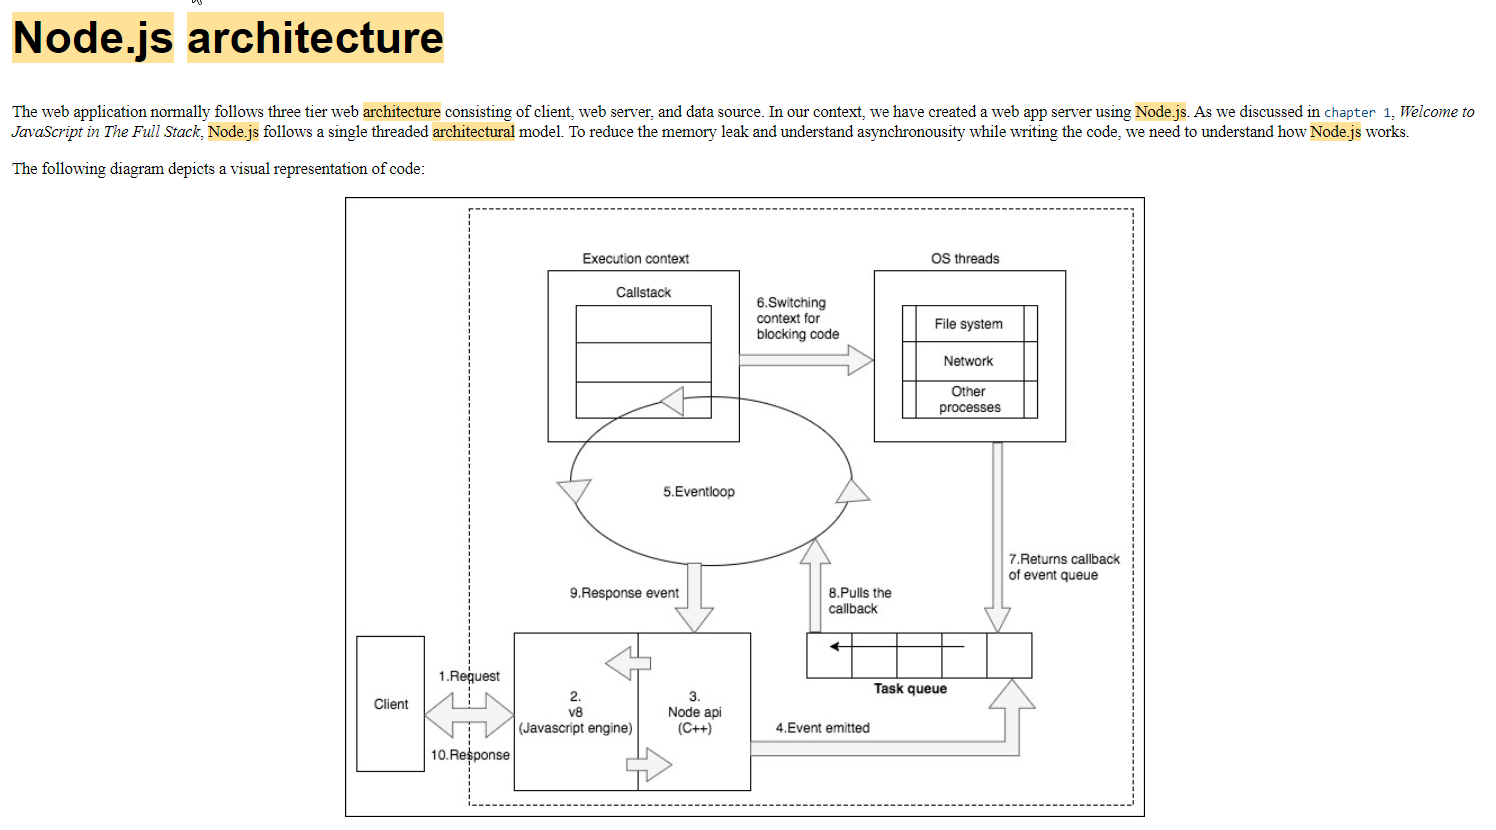 Node.js architecture
The web application normally follows three tier web architecture consisting of client, web server, and data source. In our context, we have created a web app server using Node.js. As we discussed in chapter 1, Welcome to
JavaScript in The Full Stack, Node.js follows a single threaded architectural model. To reduce the memory leak and understand asynchronousity while writing the code, we need to understand how Node.js works.
The following diagram depicts a visual representation of code:
Execution context
OS threads
Callstack
6.Switching
context for
blocking code
File system
Network
Other
processes
5.Eventloop
7.Returns callback
of event queue
9.Response event
8.Pulls the
callback
Client
1.Request
10.Response
2.
v8
(Javascript engine)
3.
Node api
(C++)
Task queue
4.Event emitted